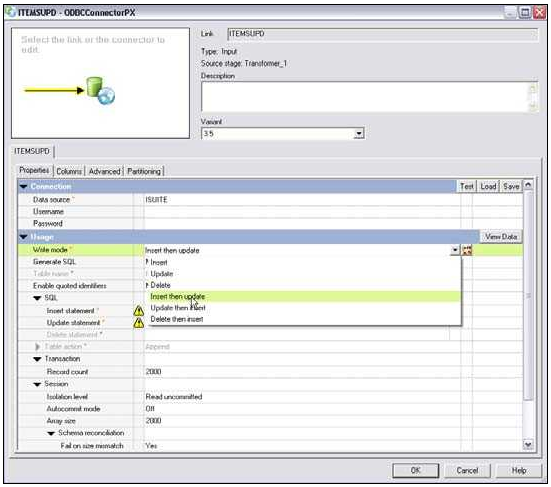 ITEMSUPD - ODBCConnectorPX
Select the link or the connector to
edit.
Link ITEMSUPD
Type: Input
Source stage: Transformer_1
Description
Variant
3.5
ITEMSUPD
Properties Columns Advanced Partitioning
Connection Test Load Save
Data source * ISUITE
Username
Password
Usage View Data
Write mode * Insert then update
Generate SQL Insert
Table name * Update
Enable quoted identifiers Delete
SQL Insert then update
Insert statement * Update then insert
Update statement * Delete then insert
Delete statement *
Table action * Append
Transaction
Record count 2000
Session
Isolation level Read uncommitted
Autocommit mode Off
Array size 2000
Schema reconciliation
Fail on size mismatch Yes
OK Cancel Help